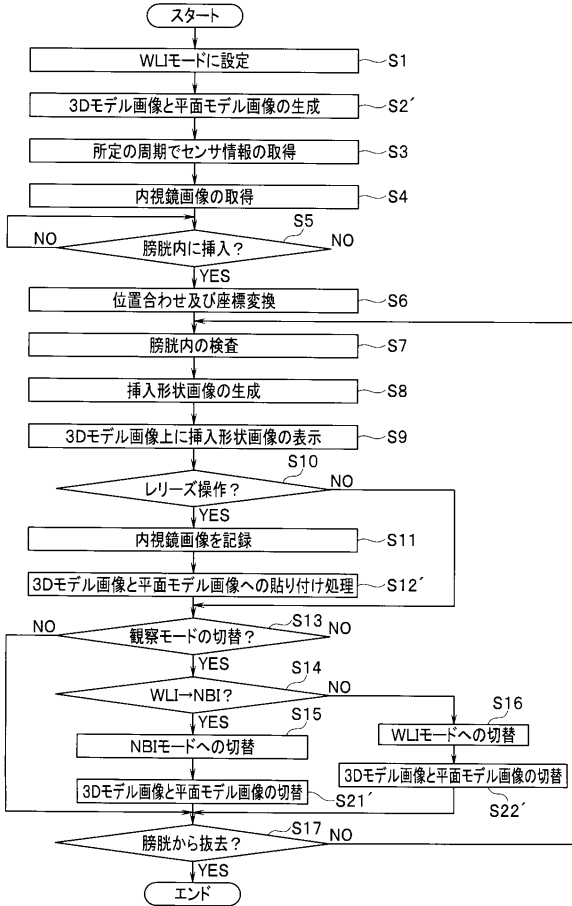 スタート
WLIモードに設定
S1
3Dモデル画像と平面モデル画像の生成
S2′
所定の周期でセンサ情報の取得
S3
内視鏡画像の取得
S4
S5
NO
膀胱内に挿入？
NO
YES
位置合わせ及び座標変換
S6
膀胱内の検査
S7
挿入形状画像の生成
S8
3Dモデル画像上に挿入形状画像の表示
S9
S10
レリーズ操作？
NO
YES
内視鏡画像を記録
S11
3Dモデル画像と平面モデル画像への貼り付け処理
S12′
NO
S13
観察モードの切替？
NO
YES
S14
WLI→NBI？
NO
YES
S15
S16
NBIモードへの切替
WLIモードへの切替
3Dモデル画像と平面モデル画像の切替
S21′
3Dモデル画像と平面モデル画像の切替
S22′
S17
膀胱から抜去？
NO
YES
エンド